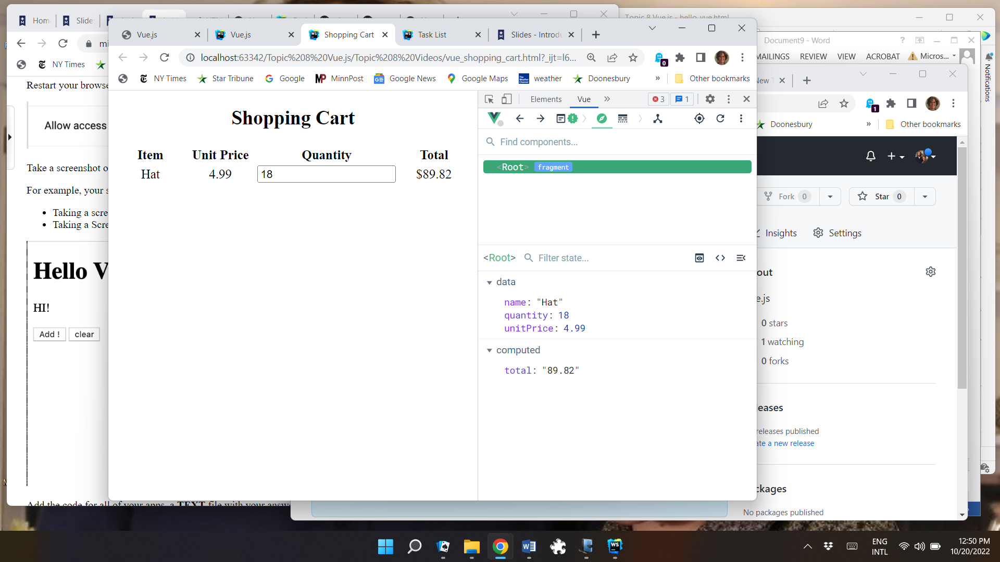 Hom
Slide
Topic 8 Vue.js - hello_vue.html
Vue.js
Vue.js
Shopping Cart
Task List
Slides - Introdu
Document9 - Word
localhost:63342/Topic%208%20Vue.js/Topic%208%20Videos/vue_shopping_cart.html?_ijt=l6...
0
MAILINGS REVIEW VIEW ACROBAT Micros...
NY Times
NY Times Star Tribune Google MinnPost Google News Google Maps weather Doonesbury » Other bookmarks
Notifications
Restart your browse
Allow access
Take a screenshot o
For example, your s
Taking a scre
Taking a Scre
Hello V
HI!
Add !
clear
Shopping Cart
Item Unit Price Quantity Total
Hat 4.99 18 $89.82
Elements Vue » 3 1
Find components...
<Root> fragment
<Root> Filter state...
data
name: "Hat"
quantity: 18
unitPrice: 4.99
computed
total: "89.82"
1
Doonesbury » Other bookmarks
Fork 0
Star 0
Insights Settings
out
e.js
0 stars
1 watching
0 forks
eases
releases published
ate a new release
ckages
No packages published
Add the code for all of your apps, a TEXT file with your answe
ENG
INTL
12:50 PM
10/20/2022